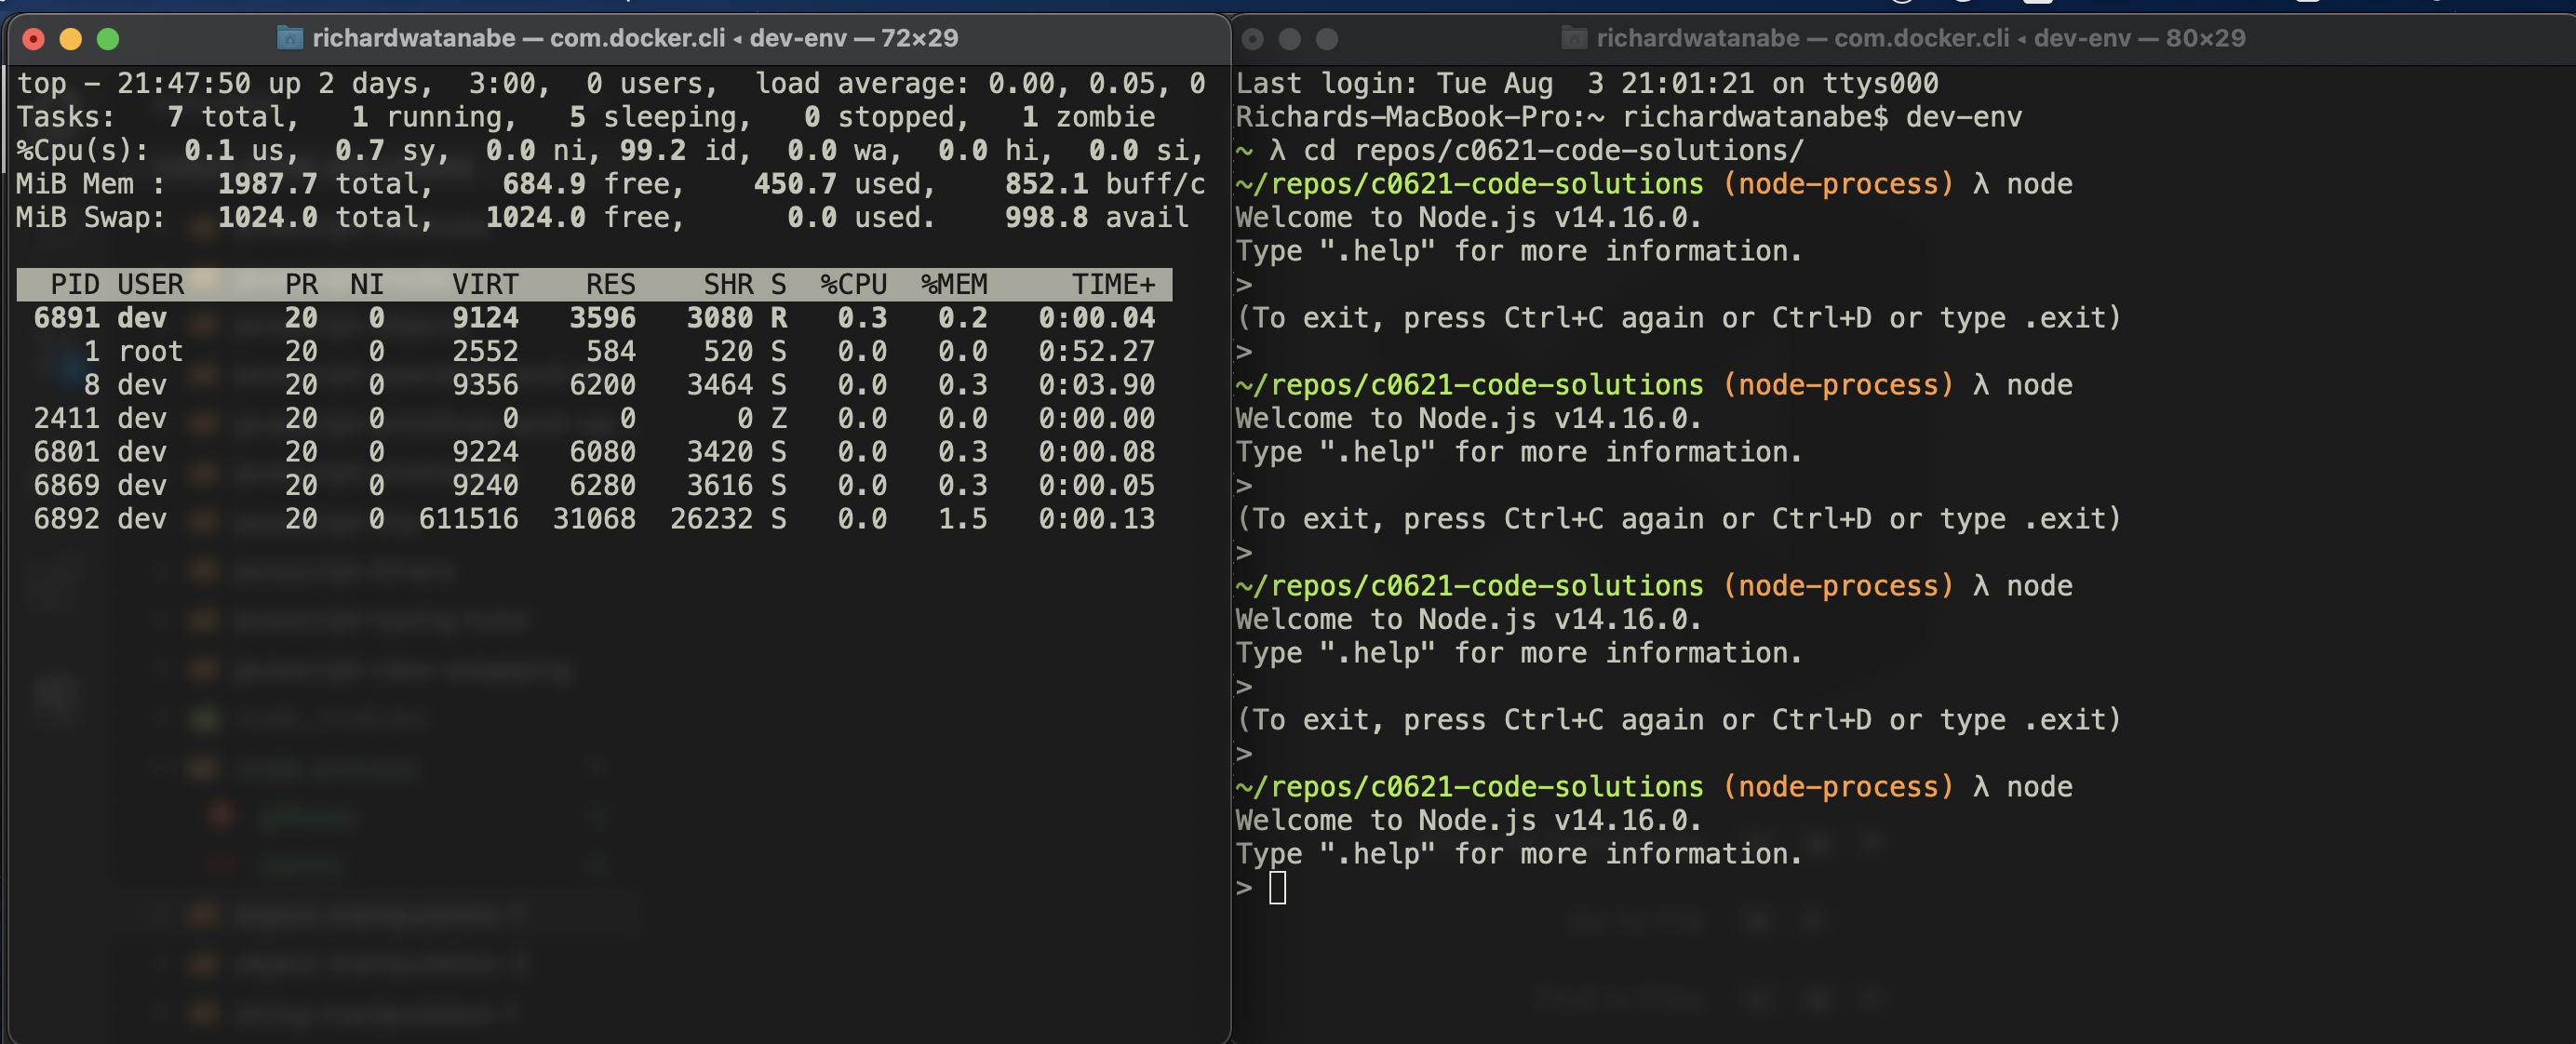 richardwatanabe — com.docker.cli ◂ dev-env — 72×29
top - 21:47:50 up 2 days,  3:00,  0 users,  load average: 0.00, 0.05, 0
Tasks:   7 total,   1 running,   5 sleeping,   0 stopped,   1 zombie
%Cpu(s):  0.1 us,  0.7 sy,  0.0 ni, 99.2 id,  0.0 wa,  0.0 hi,  0.0 si,
MiB Mem :   1987.7 total,    684.9 free,    450.7 used,    852.1 buff/c
MiB Swap:   1024.0 total,   1024.0 free,      0.0 used.    998.8 avail
PID USER      PR  NI    VIRT    RES    SHR S  %CPU  %MEM     TIME+
6891 dev       20   0    9124   3596   3080 R   0.3   0.2   0:00.04
1 root      20   0    2552    584    520 S   0.0   0.0   0:52.27
8 dev       20   0    9356   6200   3464 S   0.0   0.3   0:03.90
2411 dev       20   0       0      0      0 Z   0.0   0.0   0:00.00
6801 dev       20   0    9224   6080   3420 S   0.0   0.3   0:00.08
6869 dev       20   0    9240   6280   3616 S   0.0   0.3   0:00.05
6892 dev       20   0  611516  31068  26232 S   0.0   1.5   0:00.13
richardwatanabe — com.docker.cli ◂ dev-env — 80×29
Last login: Tue Aug  3 21:01:21 on ttys000
Richards-MacBook-Pro:~ richardwatanabe$ dev-env
~ λ cd repos/c0621-code-solutions/
~/repos/c0621-code-solutions (node-process) λ node
Welcome to Node.js v14.16.0.
Type ".help" for more information.
>
(To exit, press Ctrl+C again or Ctrl+D or type .exit)
>
~/repos/c0621-code-solutions (node-process) λ node
Welcome to Node.js v14.16.0.
Type ".help" for more information.
>
(To exit, press Ctrl+C again or Ctrl+D or type .exit)
>
~/repos/c0621-code-solutions (node-process) λ node
Welcome to Node.js v14.16.0.
Type ".help" for more information.
>
(To exit, press Ctrl+C again or Ctrl+D or type .exit)
>
~/repos/c0621-code-solutions (node-process) λ node
Welcome to Node.js v14.16.0.
Type ".help" for more information.
>